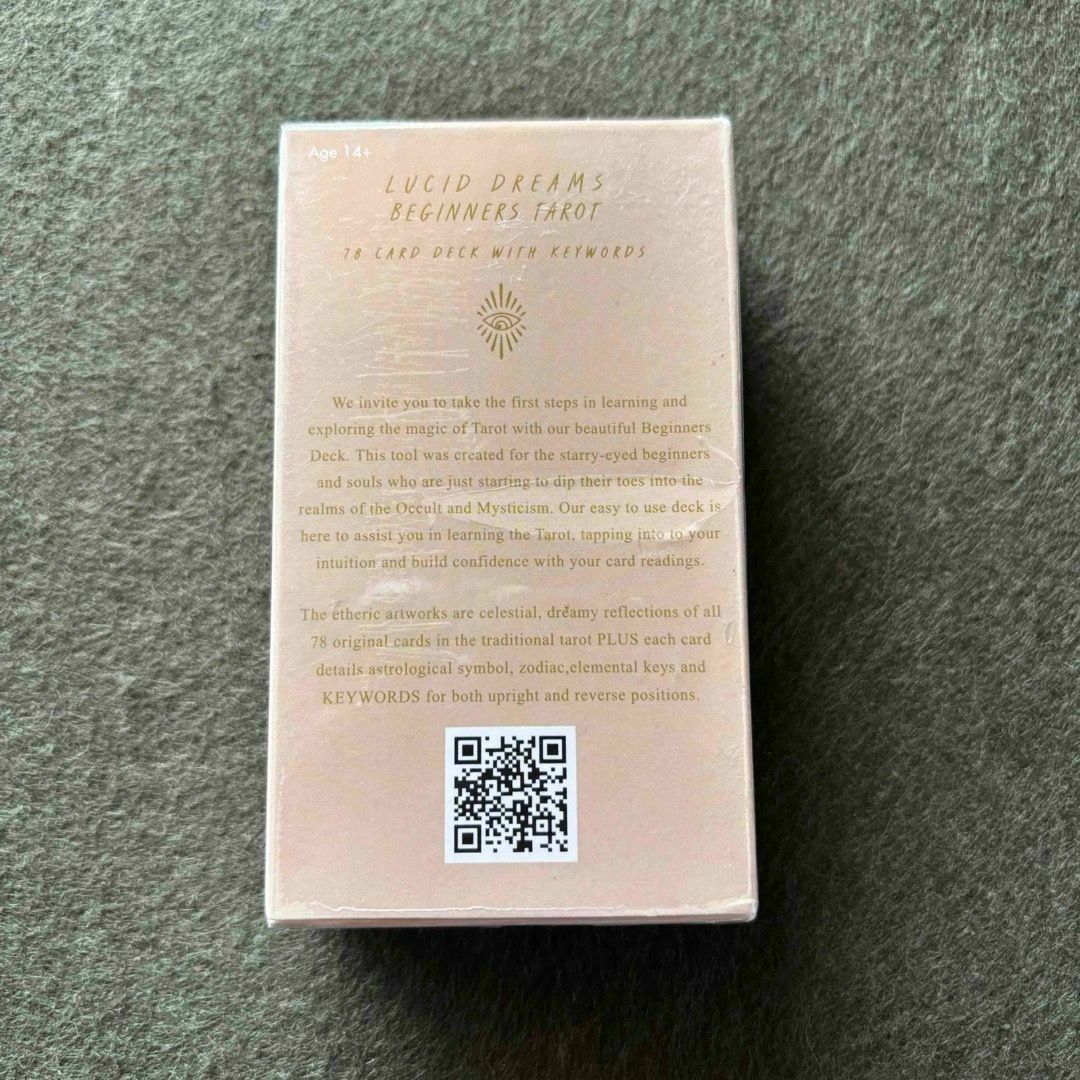 Age 14+
LUCID DREAMS
BEGINNERS TAROT
78 CARD DECK WITH KEYWORDS
We invite you to take the first steps in learning and
exploring the magic of Tarot with our beautiful Beginners
Deck. This tool was created for the starry-eyed beginners
and souls who are just starting to dip their toes into the
realms of the Occult and Mysticism. Our easy to use deck is
here to assist you in learning the Tarot, tapping into to your
intuition and build confidence with your card readings.
The etheric artworks are celestial, dreamy reflections of all
78 original cards in the traditional tarot PLUS each card
details astrological symbol, zodiac,elemental keys and
KEYWORDS for both upright and reverse positions.